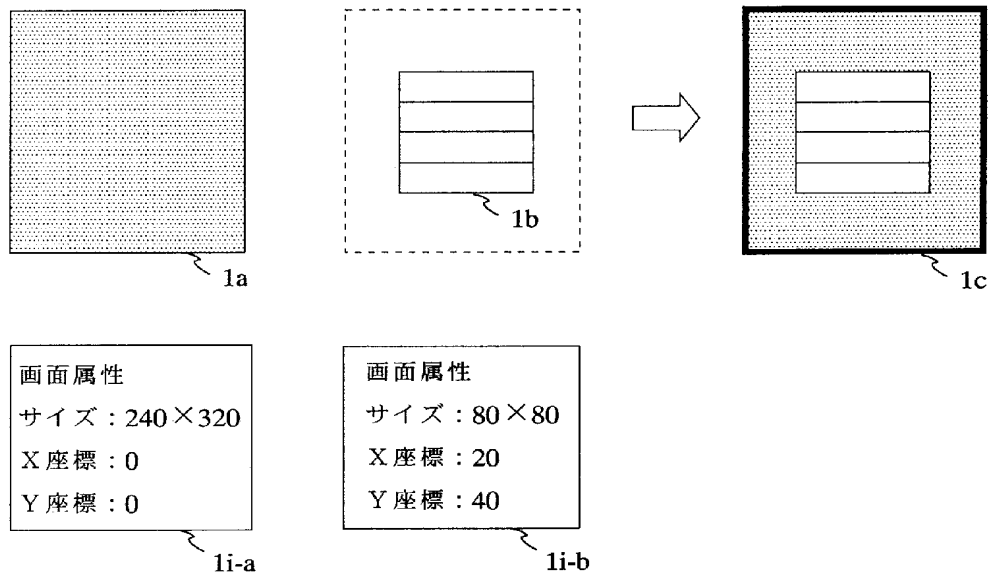 1a
1b
1c
画面属性
サイズ：240×320
X座標：0
Y座標：0
1i-a
画面属性
サイズ：80×80
X座標：20
Y座標：40
1i-b